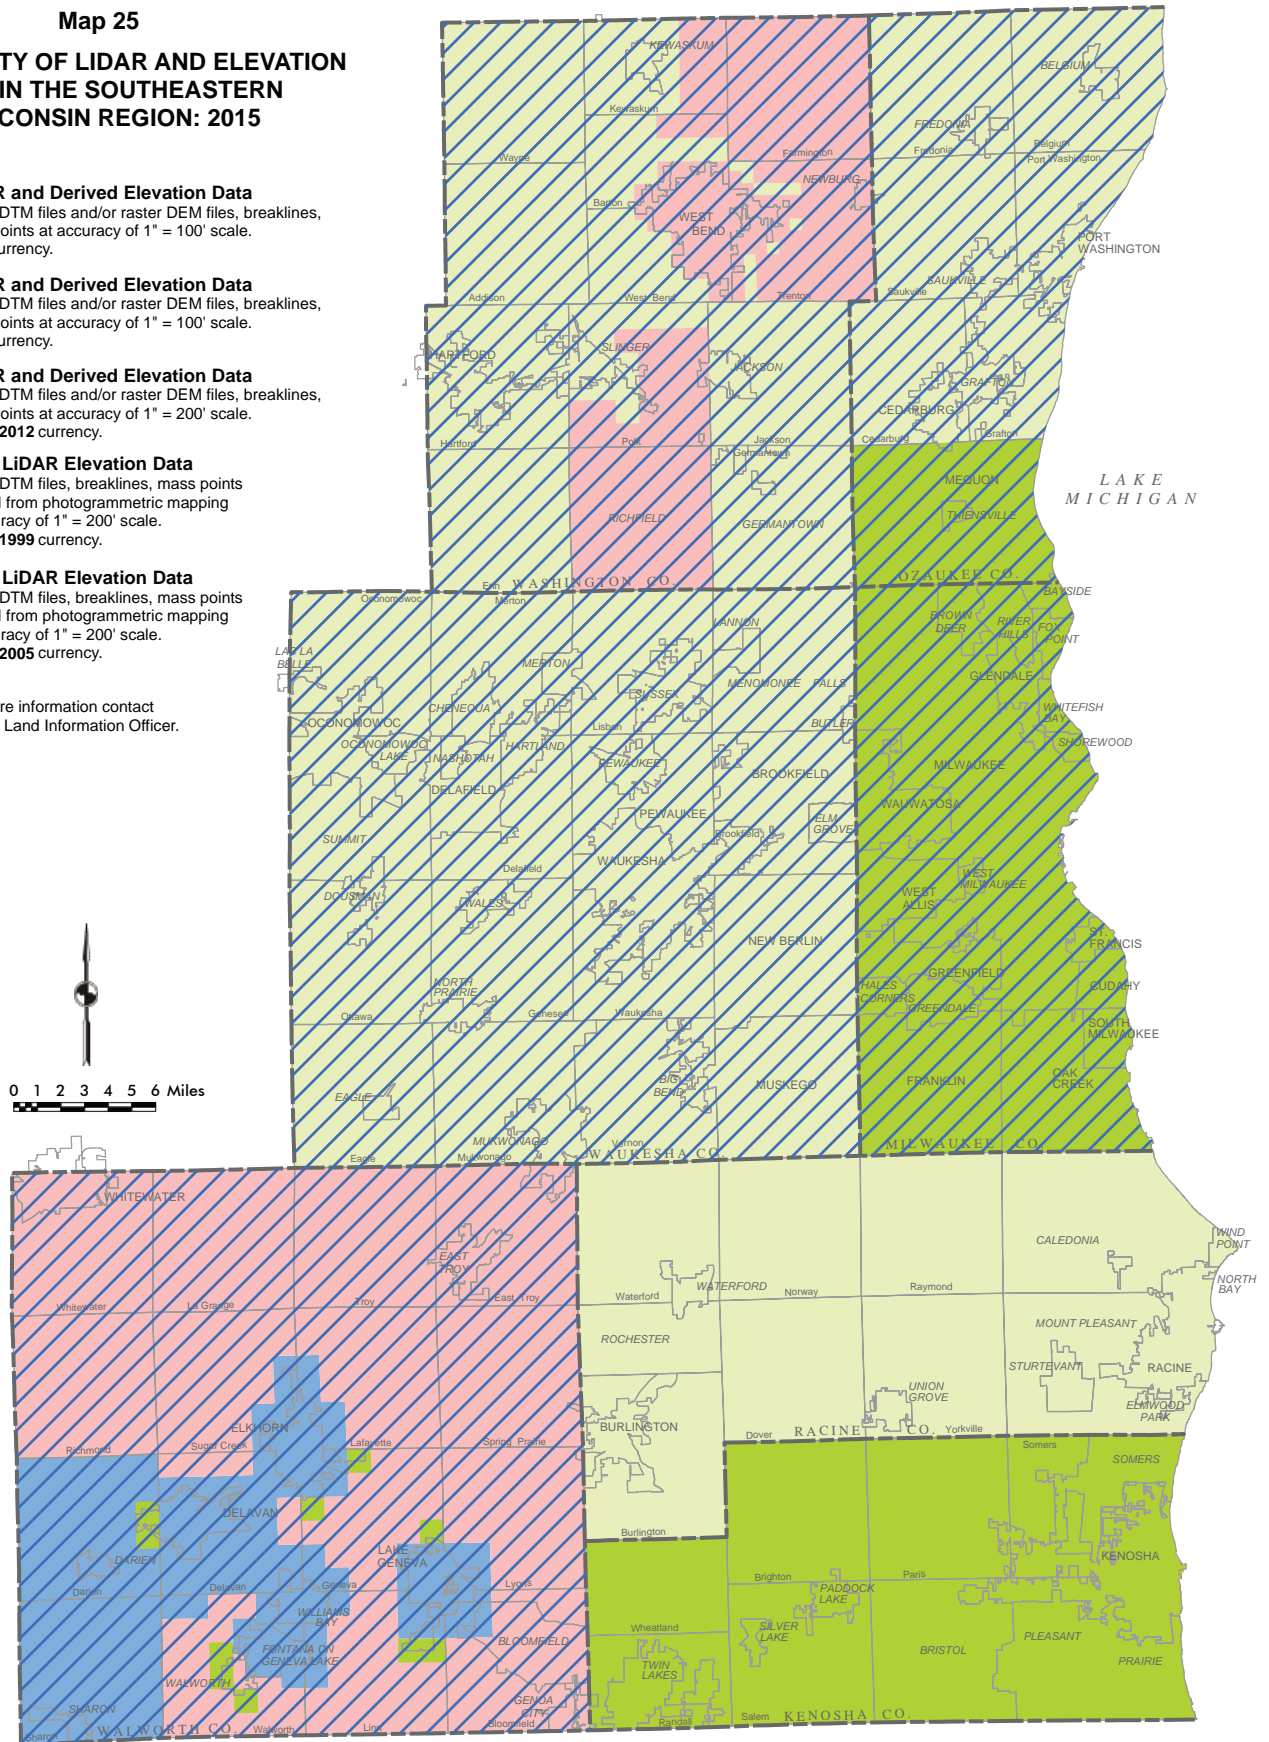 Map 25
TY OF LIDAR AND ELEVATION
IN THE SOUTHEASTERN
CONSIN REGION: 2015
R and Derived Elevation Data
DTM files and/or raster DEM files, breaklines,
oints at accuracy of 1" = 100' scale.
urrency.
R and Derived Elevation Data
DTM files and/or raster DEM files, breaklines,
oints at accuracy of 1" = 100' scale.
urrency.
R and Derived Elevation Data
DTM files and/or raster DEM files, breaklines,
oints at accuracy of 1" = 200' scale.
2012 currency.
LiDAR Elevation Data
DTM files, breaklines, mass points
d from photogrammetric mapping
racy of 1" = 200' scale.
1999 currency.
LiDAR Elevation Data
DTM files, breaklines, mass points
d from photogrammetric mapping
racy of 1" = 200' scale.
2005 currency.
re information contact
Land Information Officer.
0 1 2 3 4 5 6 Miles
KEWASKUM
Kewaskum
Wayne
Farmington
NEWBURG
Barton
WEST
BEND
Addison
West Bend
Trenton
BELGIUM
FREDONIA
Fredonia
Belgium
Port Washington
PORT
WASHINGTON
SAUKVILLE
Saukville
HARTFORD
SLINGER
JACKSON
GRAFTON
CEDARBURG
Hartford
Polk
Jackson
Germantown
Cedarburg
Grafton
RICHFIELD
GERMANTOWN
MEQUON
THIENSVILLE
LAKE
MICHIGAN
Erin
WASHINGTON CO.
OZAUKEE CO.
Oconomowoc
Merton
LANNON
BAYSIDE
BROWN
DEER
RIVER
HILLS
FOX
POINT
LAC LA
BELLE
MERTON
SUSSEX
MENOMONEE FALLS
GLENDALE
CHENEQUA
OCONOMOWOC
Lisbon
BUTLER
WHITEFISH
BAY
OCONOMOWOC
LAKE
NASHOTAH
HARTLAND
PEWAUKEE
SHOREWOOD
DELAFIELD
BROOKFIELD
MILWAUKEE
PEWAUKEE
ELM
GROVE
WAUWATOSA
SUMMIT
Brookfield
WAUKESHA
Delafield
DOUSMAN
WALES
WEST
MILWAUKEE
WEST
ALLIS
NEW BERLIN
ST.
FRANCIS
GREENFIELD
NORTH
PRAIRIE
HALES
CORNERS
GREENDALE
CUDAHY
Ottawa
Genesee
Waukesha
SOUTH
MILWAUKEE
EAGLE
BIG
BEND
MUSKEGO
FRANKLIN
OAK
CREEK
MUKWONAGO
Eagle
Mukwonago
Vernon
WAUKESHA CO.
MILWAUKEE CO.
WHITEWATER
EAST
TROY
Whitewater
La Grange
Troy
East Troy
WATERFORD
Waterford
Norway
Raymond
CALEDONIA
WIND
POINT
NORTH
BAY
ROCHESTER
MOUNT PLEASANT
STURTEVANT
RACINE
UNION
GROVE
ELMWOOD
PARK
BURLINGTON
Dover
RACINE CO.
Yorkville
ELKHORN
Richmond
Sugar Creek
Lafayette
Spring Prairie
Somers
SOMERS
DELAVAN
Burlington
DARIEN
LAKE
GENEVA
KENOSHA
Darien
Delavan
Geneva
Lyons
Brighton
Paris
PADDOCK
LAKE
WILLIAMS
BAY
Wheatland
SILVER
LAKE
BLOOMFIELD
FONTANA ON
GENEVA LAKE
BRISTOL
PLEASANT
PRAIRIE
WALWORTH
TWIN
LAKES
SHARON
GENOA
CITY
Sharon
WALWORTH CO.
Walworth
Linn
Bloomfield
Randall
Salem
KENOSHA CO.